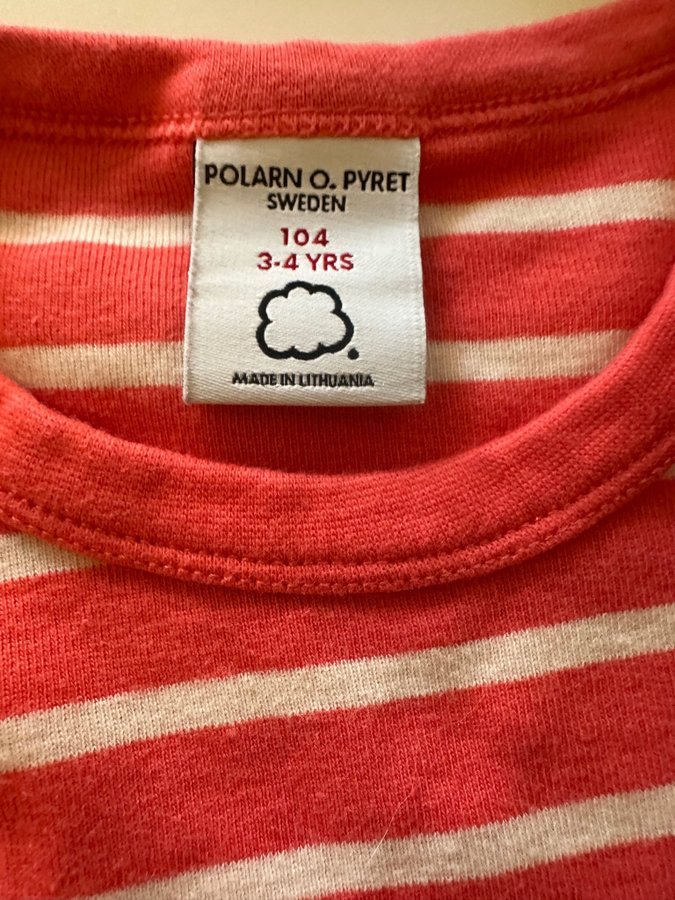 POLARN O. PYRET
SWEDEN
104
3-4 YRS
MADE IN LITHUANIA